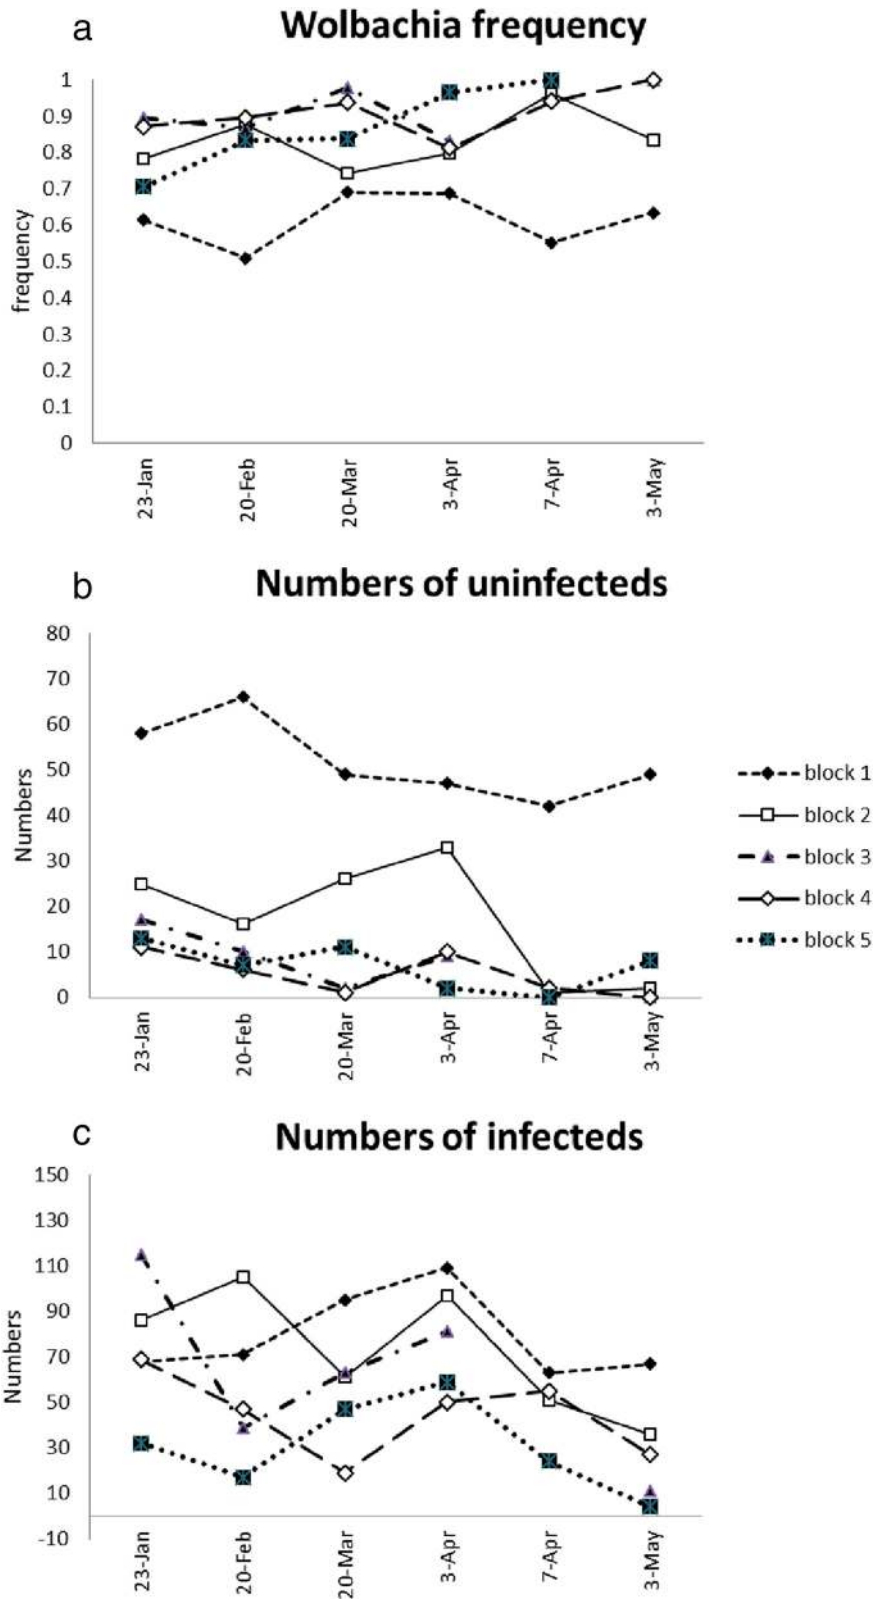 a
Wolbachia frequency
1
0.9
0.8
0.7
0.6
0.5
0.4
0.3
0.2
0.1
0
frequency
23-Jan
20-Feb
20-Mar
3-Apr
7-Apr
3-May
b
Numbers of uninfecteds
80
70
60
50
40
30
20
10
0
Numbers
23-Jan
20-Feb
20-Mar
3-Apr
7-Apr
3-May
block 1
block 2
block 3
block 4
block 5
c
Numbers of infecteds
150
130
110
90
70
50
30
10
-10
Numbers
23-Jan
20-Feb
20-Mar
3-Apr
7-Apr
3-May